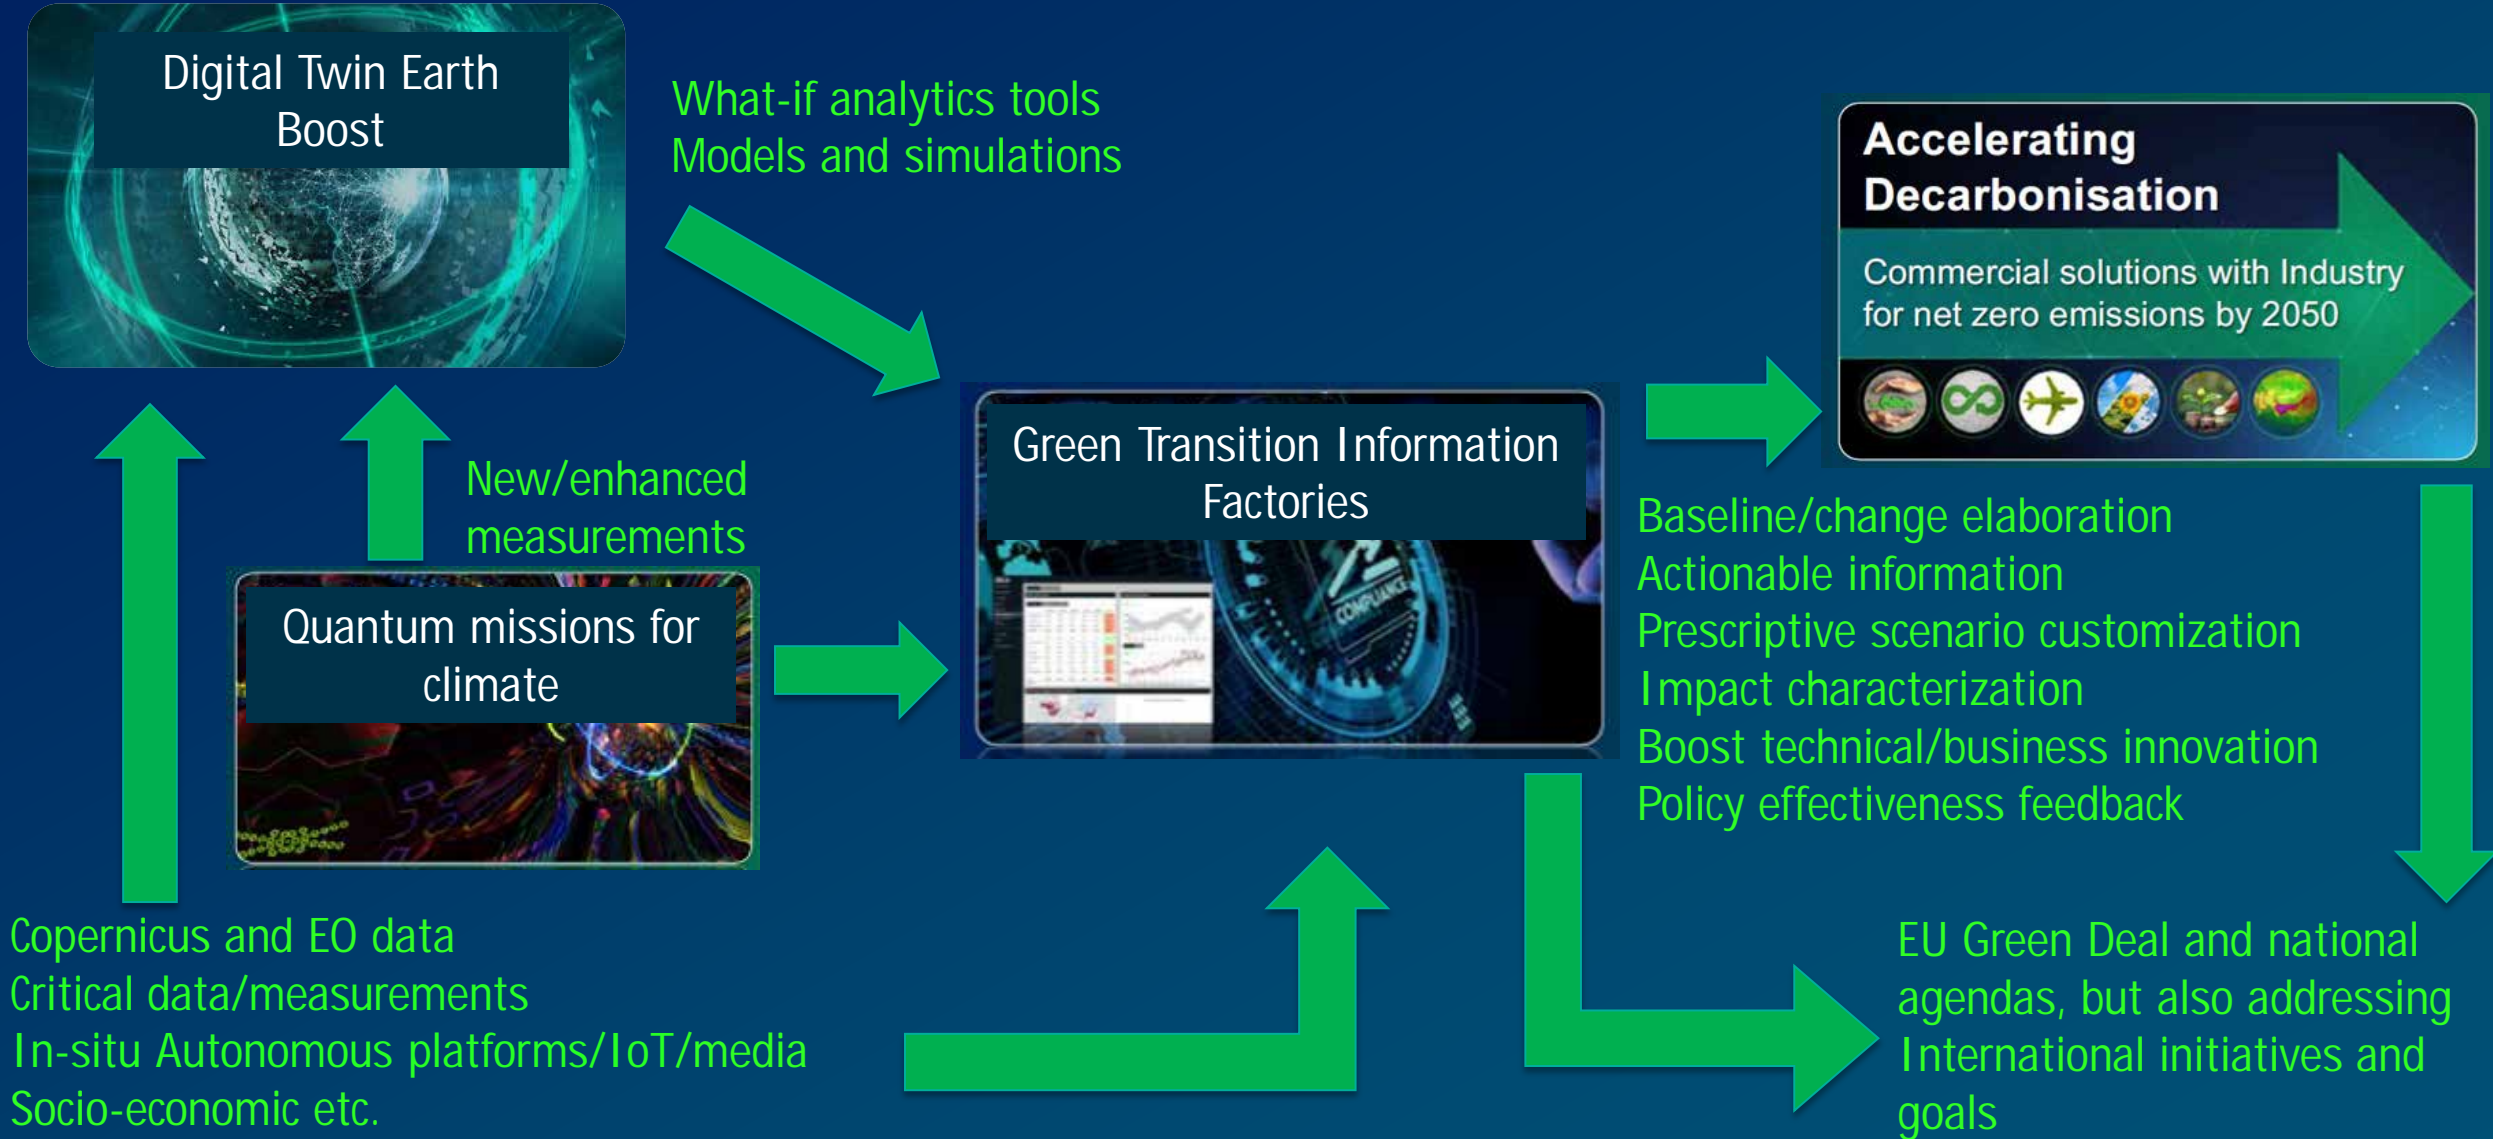 Digital Twin Earth
Boost
What-if analytics tools
Models and simulations
Accelerating
Decarbonisation
Commercial solutions with Industry
for net zero emissions by 2050
New/enhanced
measurements
Green Transition Information
Factories
COMPLIANCE
Quantum missions for
climate
Baseline/change elaboration
Actionable information
Prescriptive scenario customization
Impact characterization
Boost technical/business innovation
Policy effectiveness feedback
Copernicus and EO data
Critical data/measurements
In-situ Autonomous platforms/IoT/media
Socio-economic etc.
EU Green Deal and national
agendas, but also addressing
International initiatives and
goals